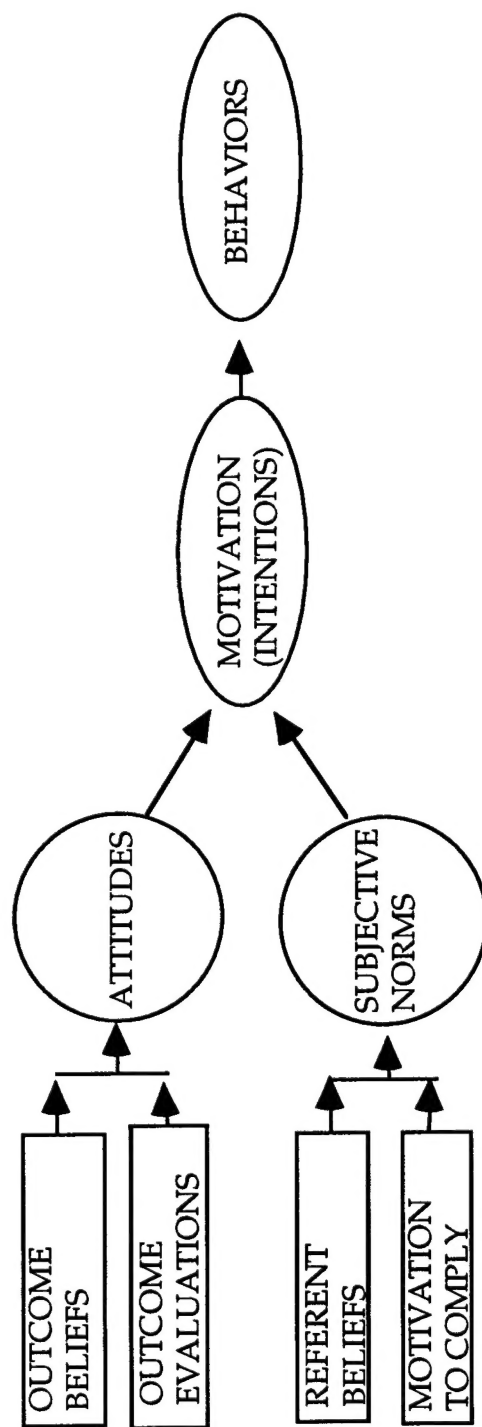 OUTCOME
BELIEFS
OUTCOME
EVALUATIONS
REFERENT
BELIEFS
MOTIVATION
TO COMPLY
ATTITUDES
SUBJECTIVE
NORMS
MOTIVATION
(INTENTIONS)
BEHAVIORS